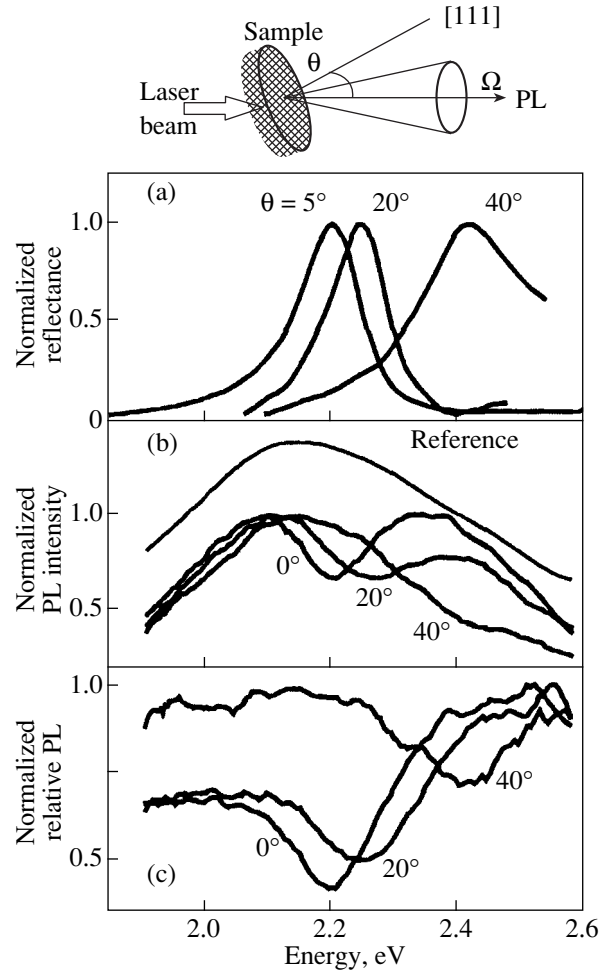 Sample
[111]
θ
Laser
beam
Ω
PL
(a)
θ = 5°
20°
40°
1.0
0.5
0
Normalized
reflectance
(b)
Reference
1.0
0.5
0°
20°
40°
Normalized
PL intensity
1.0
0.5
0°
20°
40°
Normalized
relative PL
(c)
2.0
2.2
2.4
2.6
Energy, eV